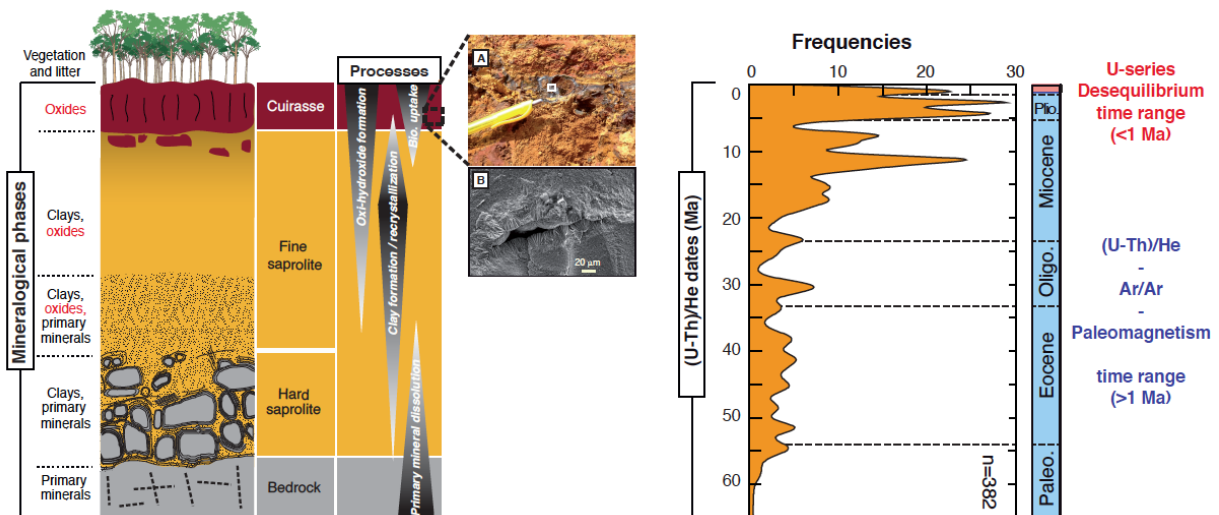 Vegetation
and litter
Oxides
Clays,
oxides
Clays,
oxides,
primary
minerals
Clays,
primary
minerals
Primary
minerals
Mineralogical phases
Cuirasse
Fine
saprolite
Hard
saprolite
Bedrock
Processes
Oxi-hydroxide formation
Clay formation / recrystallization
Bio. uptake
Primary mineral dissolution
A
B
20 µm
Frequencies
0
10
20
30
(U-Th)/He dates (Ma)
0
10
20
30
40
50
60
n=382
Plio.
Miocene
Oligo.
Eocene
Paleo.
U-series
Desequilibrium
time range
(<1 Ma)
(U-Th)/He
-
Ar/Ar
-
Paleomagnetism
time range
(>1 Ma)